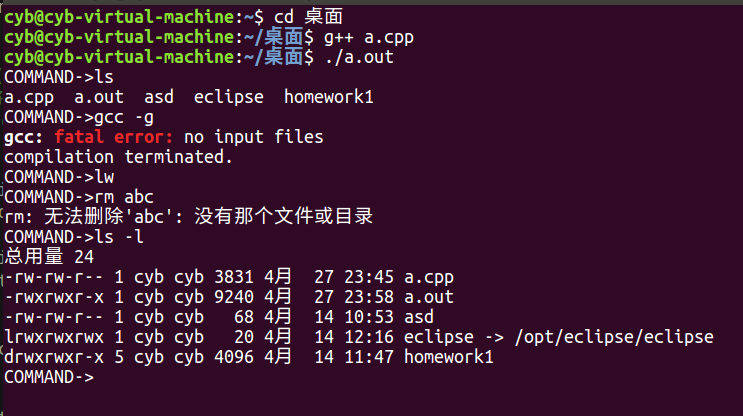 cyb@cyb-virtual-machine:~$ cd 桌面
cyb@cyb-virtual-machine:~/桌面$ g++ a.cpp
cyb@cyb-virtual-machine:~/桌面$ ./a.out
COMMAND->ls
a.cpp  a.out  asd  eclipse  homework1
COMMAND->gcc -g
gcc: fatal error: no input files
compilation terminated.
COMMAND->lw
COMMAND->rm abc
rm: 无法删除'abc': 没有那个文件或目录
COMMAND->ls -l
总用量 24
-rw-rw-r-- 1 cyb cyb 3831 4月  27 23:45 a.cpp
-rwxrwxr-x 1 cyb cyb 9240 4月  27 23:58 a.out
-rw-rw-r-- 1 cyb cyb   68 4月  14 10:53 asd
lrwxrwxrwx 1 cyb cyb   20 4月  14 12:16 eclipse -> /opt/eclipse/eclipse
drwxrwxr-x 5 cyb cyb 4096 4月  14 11:47 homework1
COMMAND->